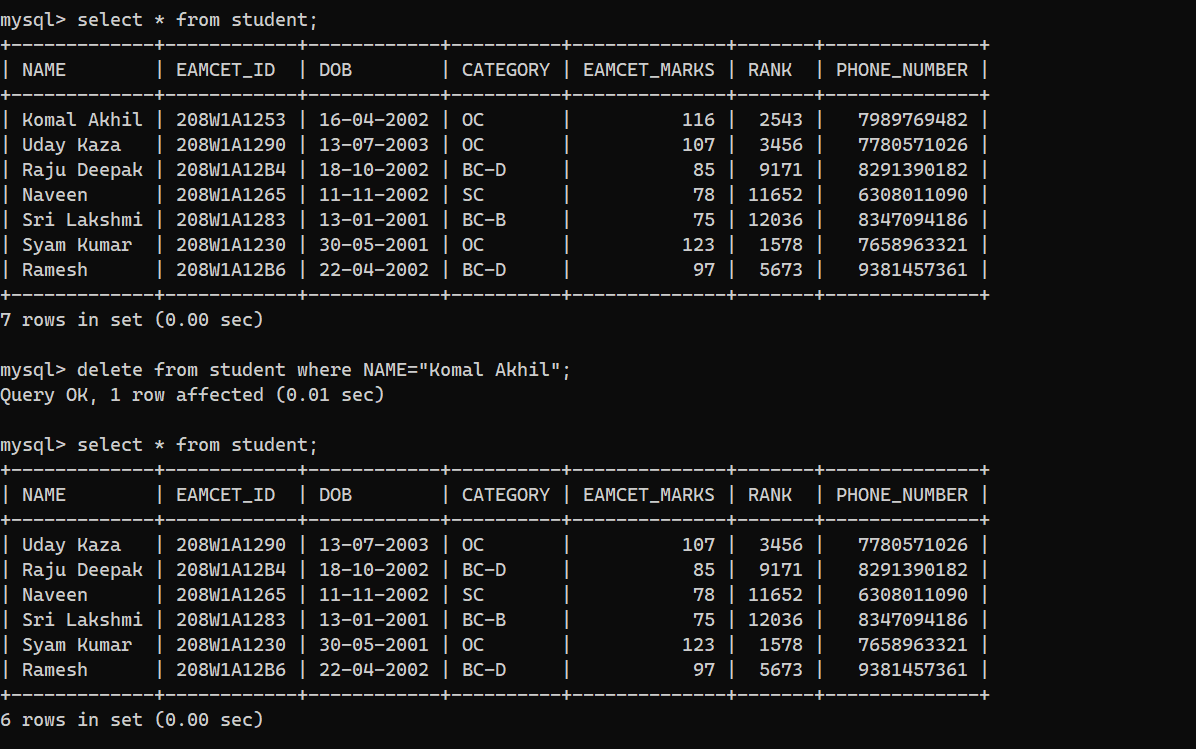 mysql> select * from student;
+-------------+------------+------------+----------+--------------+-------+--------------+
| NAME        | EAMCET_ID  | DOB        | CATEGORY | EAMCET_MARKS | RANK  | PHONE_NUMBER |
+-------------+------------+------------+----------+--------------+-------+--------------+
| Komal Akhil | 208W1A1253 | 16-04-2002 | OC       |          116 |  2543 |   7989769482 |
| Uday Kaza   | 208W1A1290 | 13-07-2003 | OC       |          107 |  3456 |   7780571026 |
| Raju Deepak | 208W1A12B4 | 18-10-2002 | BC-D     |           85 |  9171 |   8291390182 |
| Naveen      | 208W1A1265 | 11-11-2002 | SC       |           78 | 11652 |   6308011090 |
| Sri Lakshmi | 208W1A1283 | 13-01-2001 | BC-B     |           75 | 12036 |   8347094186 |
| Syam Kumar  | 208W1A1230 | 30-05-2001 | OC       |          123 |  1578 |   7658963321 |
| Ramesh      | 208W1A12B6 | 22-04-2002 | BC-D     |           97 |  5673 |   9381457361 |
+-------------+------------+------------+----------+--------------+-------+--------------+
7 rows in set (0.00 sec)

mysql> delete from student where NAME="Komal Akhil";
Query OK, 1 row affected (0.01 sec)

mysql> select * from student;
+-------------+------------+------------+----------+--------------+-------+--------------+
| NAME        | EAMCET_ID  | DOB        | CATEGORY | EAMCET_MARKS | RANK  | PHONE_NUMBER |
+-------------+------------+------------+----------+--------------+-------+--------------+
| Uday Kaza   | 208W1A1290 | 13-07-2003 | OC       |          107 |  3456 |   7780571026 |
| Raju Deepak | 208W1A12B4 | 18-10-2002 | BC-D     |           85 |  9171 |   8291390182 |
| Naveen      | 208W1A1265 | 11-11-2002 | SC       |           78 | 11652 |   6308011090 |
| Sri Lakshmi | 208W1A1283 | 13-01-2001 | BC-B     |           75 | 12036 |   8347094186 |
| Syam Kumar  | 208W1A1230 | 30-05-2001 | OC       |          123 |  1578 |   7658963321 |
| Ramesh      | 208W1A12B6 | 22-04-2002 | BC-D     |           97 |  5673 |   9381457361 |
+-------------+------------+------------+----------+--------------+-------+--------------+
6 rows in set (0.00 sec)